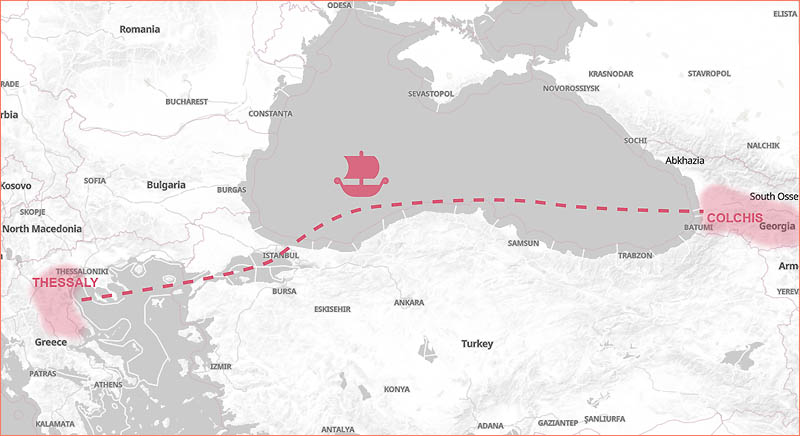 ODESA
ELISTA
Romania
KRASNODAR
STAVROPOL
RADE
SEVASTOPOL
NOVOROSSIYSK
BUCHAREST
CONSTANTA
rbia
SOCHI
NALCHIK
Abkhazia
SOFIA
Bulgaria
BURGAS
Kosovo
South Osse
SKOPJE
COLCHIS
North Macedonia
BATUMI
Georgia
SAMSUN
TRABZON
ISTANBUL
Arm
THESSALONIKI
THESSALY
BURSA
YEREV
ANKARA
ESKISEHIR
Greece
Turkey
IZMIR
PATRAS
ATHENS
KONYA
KALAMATA
ANTALYA
ADANA
GAZIANTEP
ŞANLIURFA